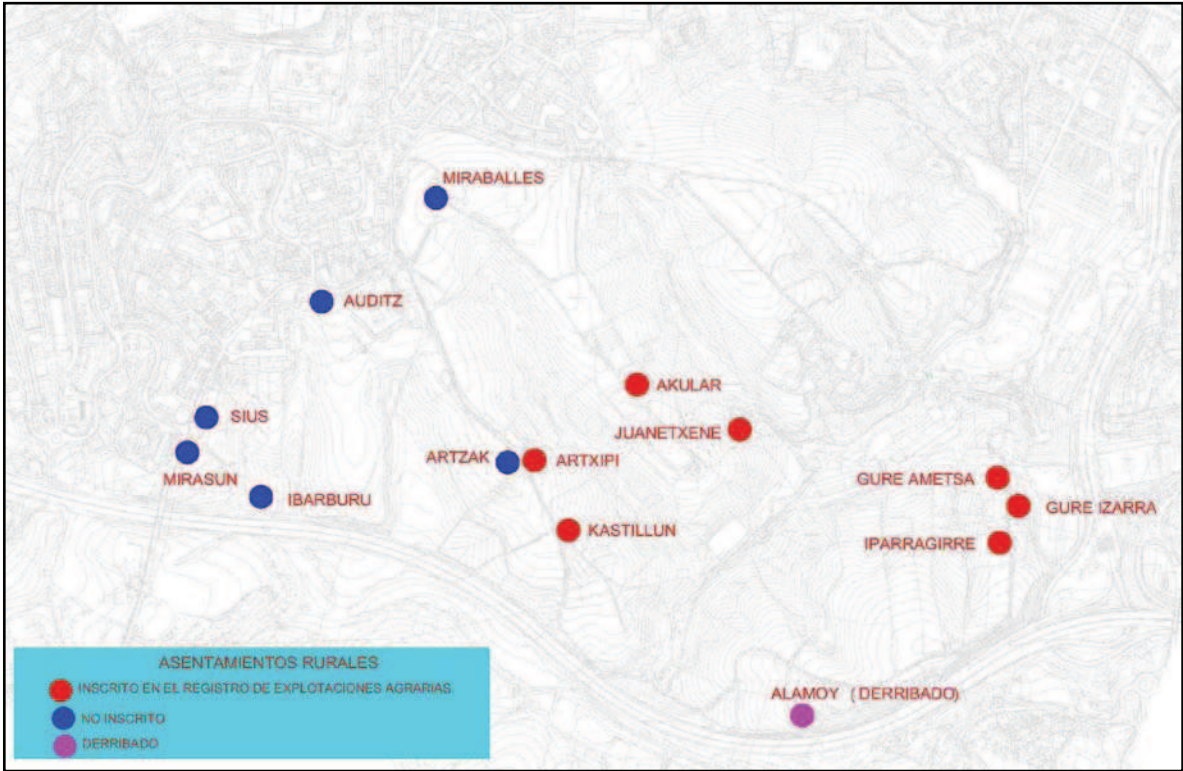 MIRABALLES
AUDITZ
AKULAR
SIUS
JUANETXENE
ARTZAK
ARTXIPI
MIRASUN
GURE AMETSA
IBARBURU
GURE IZARRA
KASTILLUN
IPARRAGIRRE
ASENTAMIENTOS RURALES
INSCRITO EN EL REGISTRO DE EXPLOTACIONES AGRARIAS
NO INSCRITO
DERRIBADO
ALAMOY (DERRIBADO)